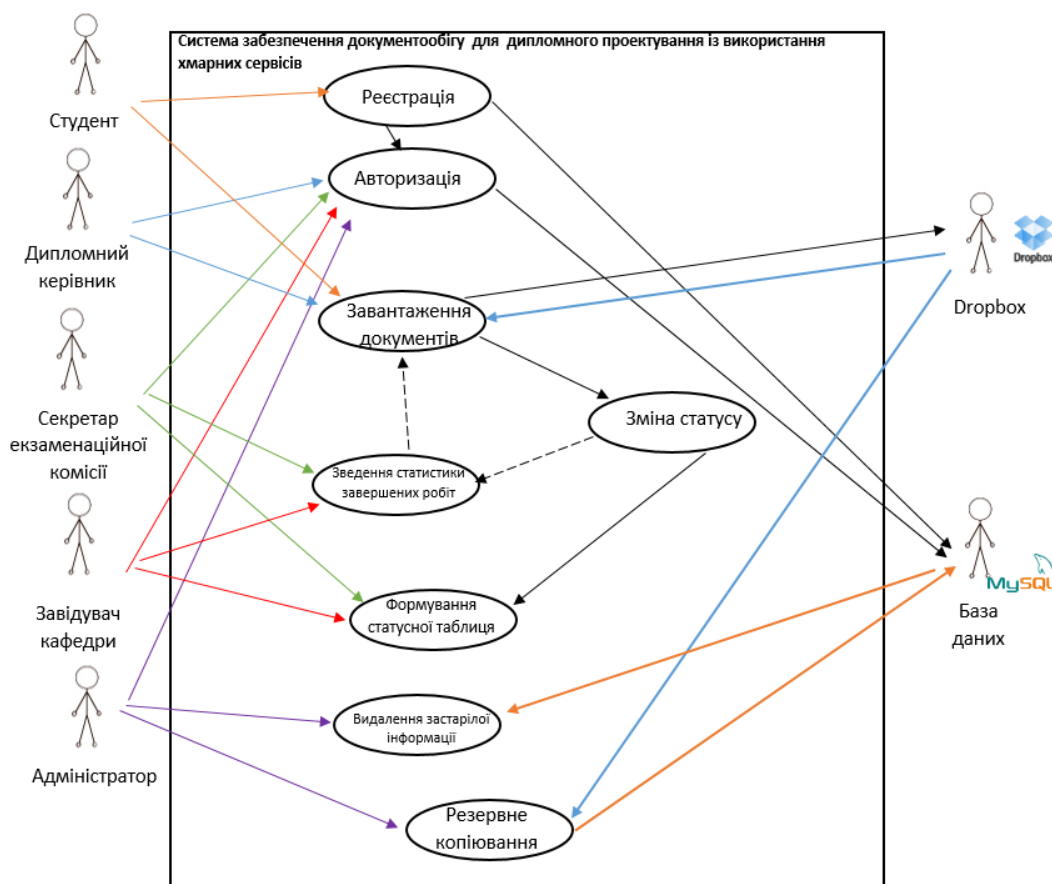 Система забезпечення документообігу для дипломного проектування із використання
хмарних сервісів
Студент
Реєстрація
Авторизація
Дипломний
керівник
Завантаження
документів
Dropbox
Dropbox
Секретар
екзаменаційної
комісії
Зміна статусу
Зведення статистики
завершених робіт
Завідувач
кафедри
Формування
статусної таблиця
MySQL
База
даних
Адміністратор
Видалення застарілої
інформації
Резервне
копіювання